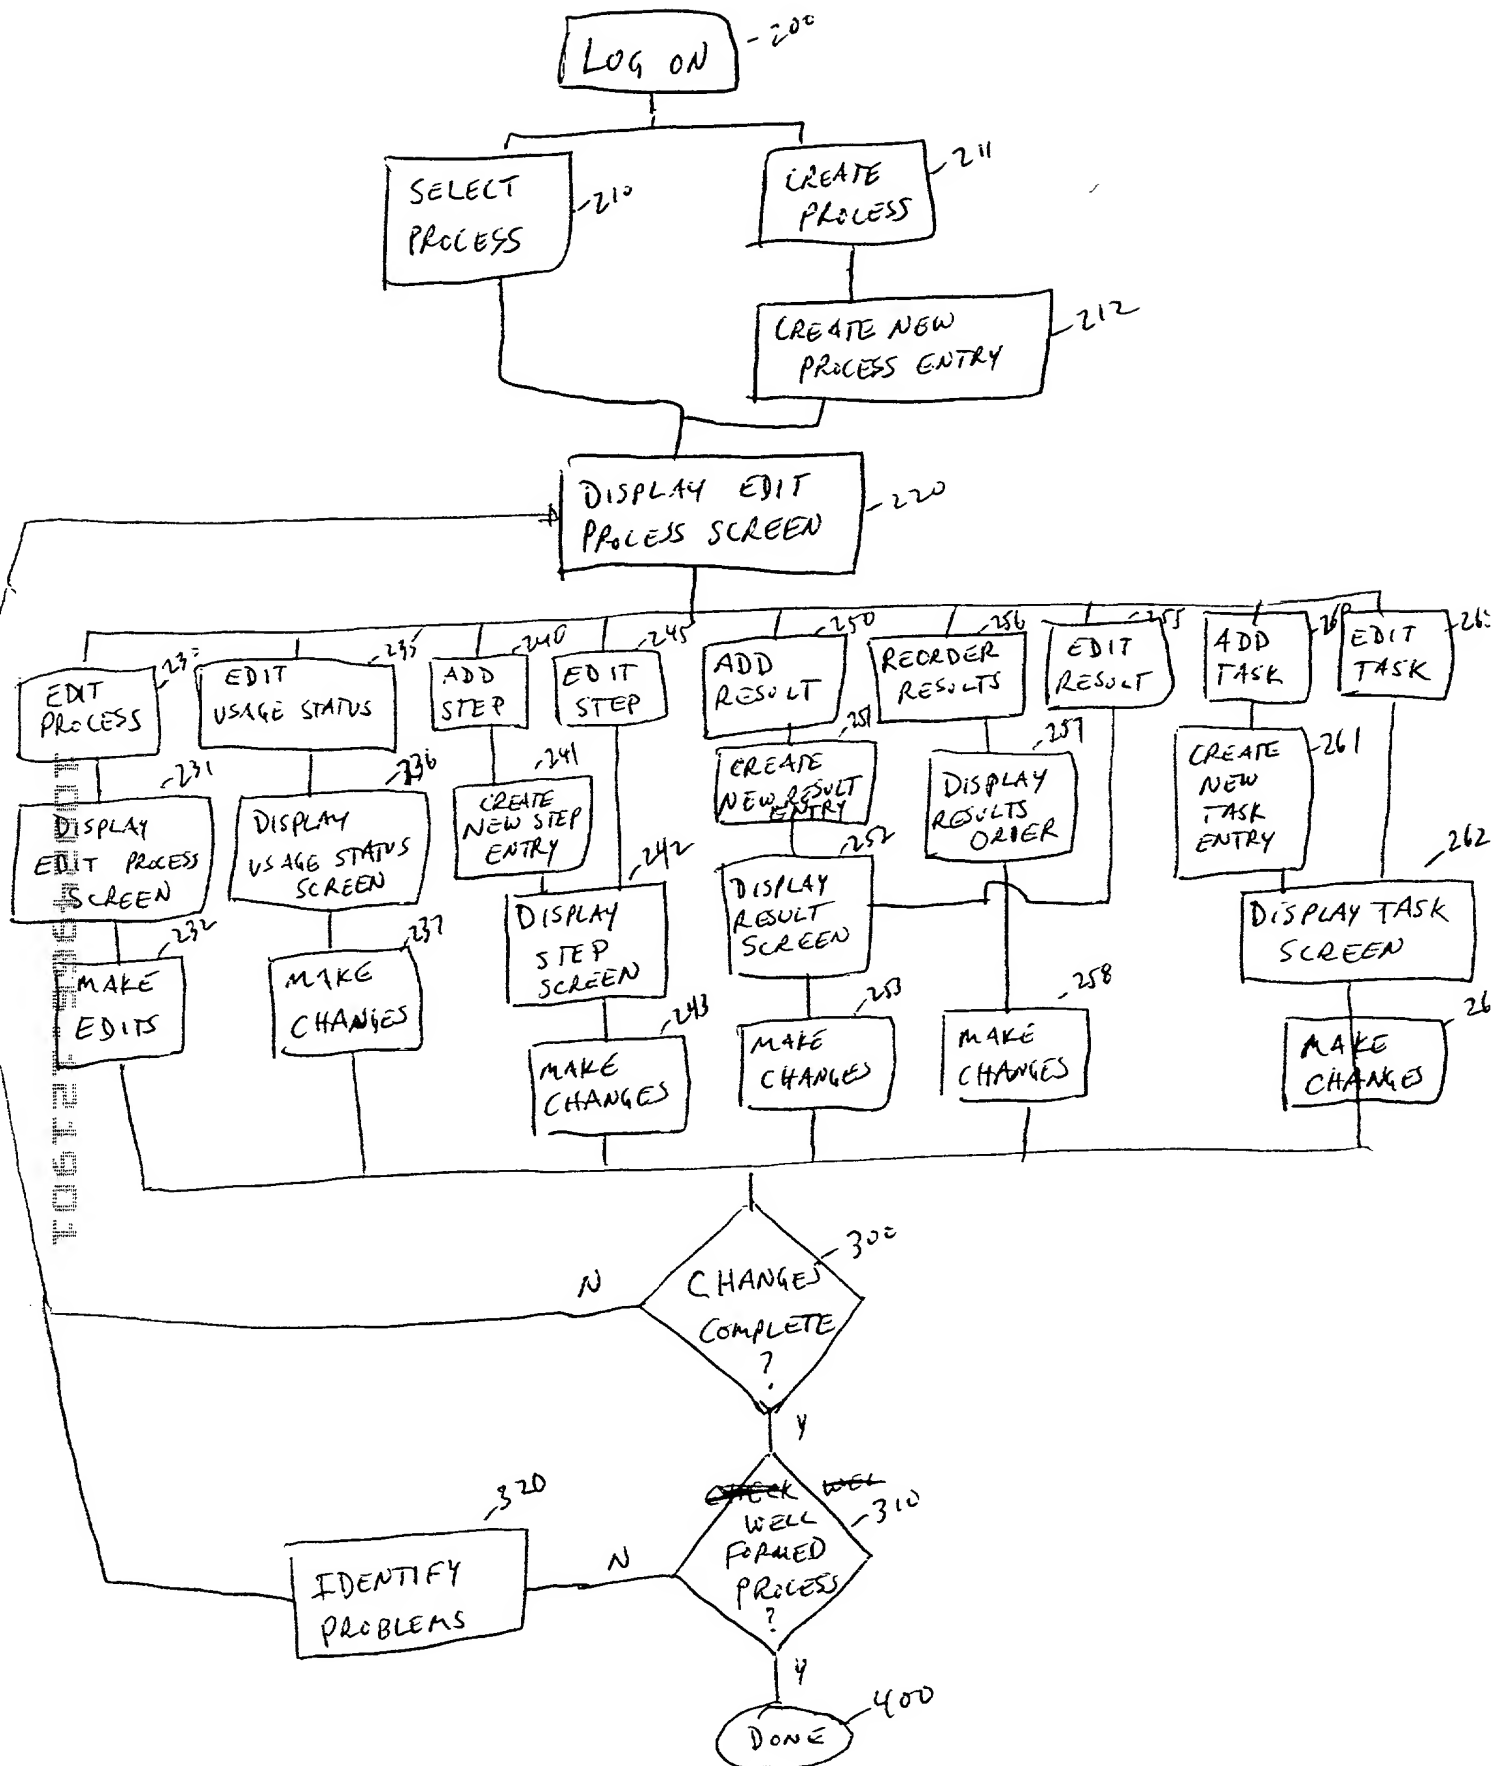 LOG ON
200
SELECT
PROCESS
210
CREATE
PROCESS
211
CREATE NEW
PROCESS ENTRY
212
DISPLAY EDIT
PROCESS SCREEN
220
EDIT
PROCESS
EDIT
USAGE STATUS
235
ADD
STEP
240
EDIT
STEP
245
ADD
RESULT
250
REORDER
RESULTS
256
EDIT
RESULT
255
ADD
TASK
EDIT
TASK
DISPLAY
EDIT PROCESS
SCREEN
231
DISPLAY
USAGE STATUS
SCREEN
236
CREATE
NEW STEP
ENTRY
241
CREATE
NEW RESULT
ENTRY
251
DISPLAY
RESULTS
ORDER
257
CREATE
NEW
TASK
ENTRY
261
MAKE
EDITS
232
MAKE
CHANGES
237
DISPLAY
STEP
SCREEN
242
DISPLAY
RESULT
SCREEN
252
DISPLAY TASK
SCREEN
262
MAKE
CHANGES
243
MAKE
CHANGES
253
MAKE
CHANGES
258
MAKE
CHANGES
26
CHANGES
COMPLETE
?
300
N
Y
CHECK WEL
WELL
FORMED
PROCESS
?
310
N
Y
IDENTIFY
PROBLEMS
320
DONE
400